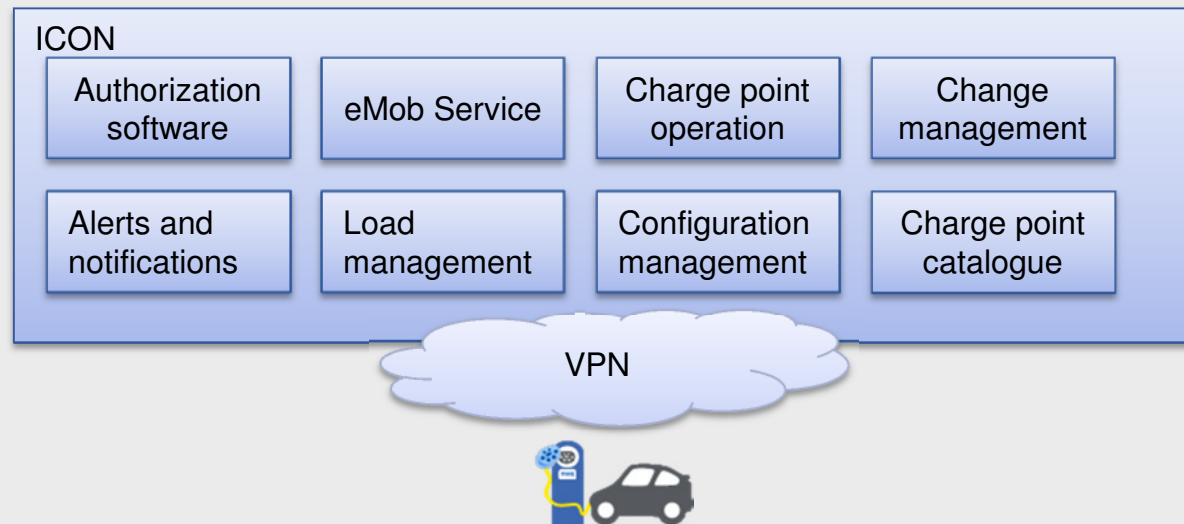 ICON
Authorization
software
eMob Service
Charge point
operation
Change
management
Alerts and
notifications
Load
management
Configuration
management
Charge point
catalogue
VPN